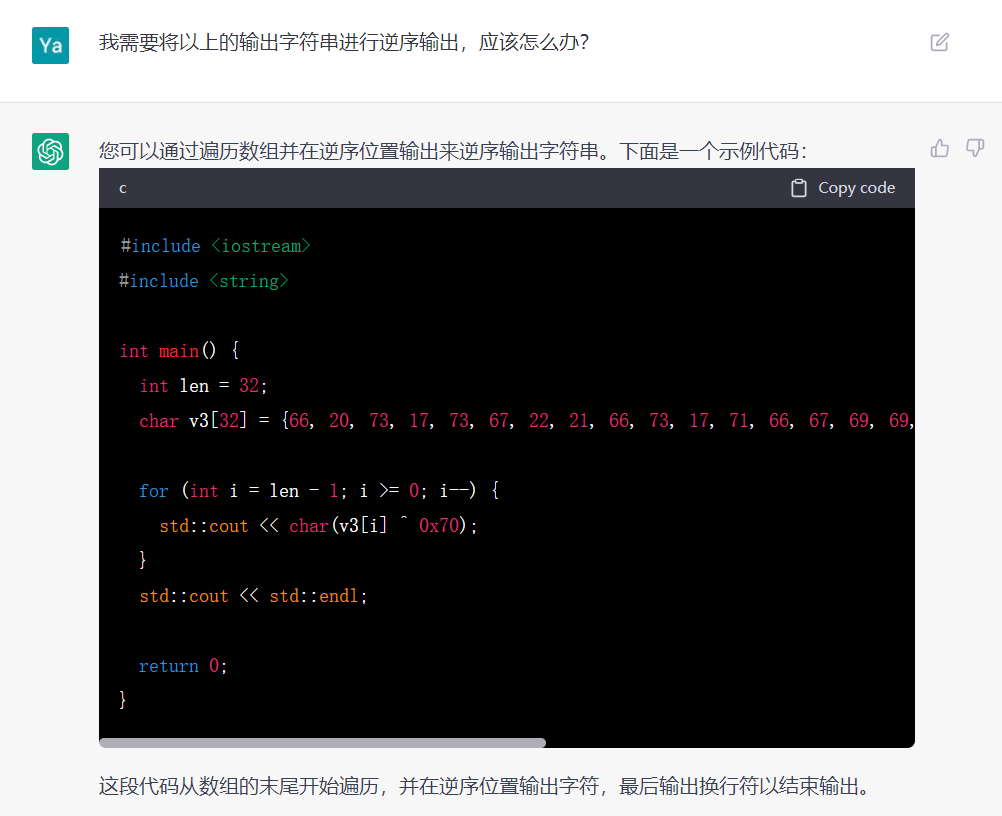 Ya
我需要将以上的输出字符串进行逆序输出，应该怎么办？
您可以通过遍历数组并在逆序位置输出来逆序输出字符串。下面是一个示例代码：
c Copy code
#include <iostream>
#include <string>
int main() {
int len = 32;
char v3[32] = {66, 20, 73, 17, 73, 67, 22, 21, 66, 73, 17, 71, 66, 67, 69, 69,
for (int i = len - 1; i >= 0; i--) {
std::cout << char(v3[i] ^ 0x70);
}
std::cout << std::endl;
return 0;
}
这段代码从数组的末尾开始遍历，并在逆序位置输出字符，最后输出换行符以结束输出。